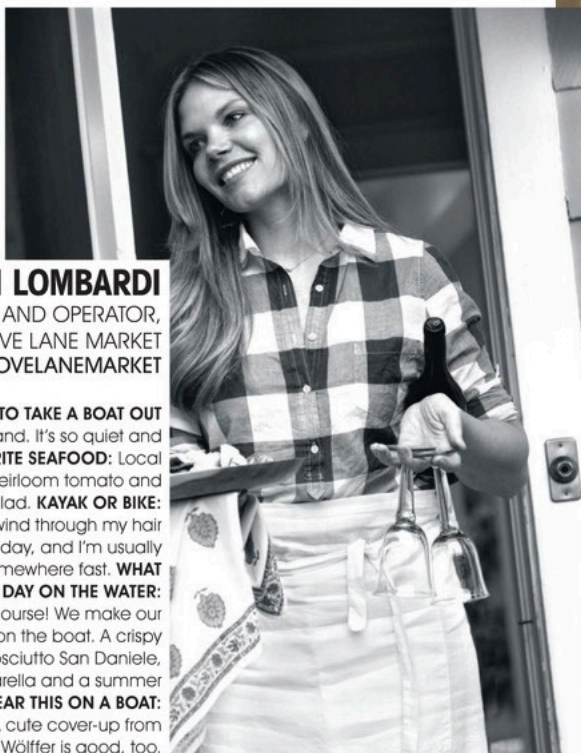 LOMBARDI
AND OPERATOR,
VE LANE MARKET
OVELANEMARKET
TO TAKE A BOAT OUT
and. It's so quiet and
RITE SEAFOOD: Local
eirloom tomato and
lad. KAYAK OR BIKE:
wind through my hair
day, and I'm usually
mewhere fast. WHAT
DAY ON THE WATER:
ourse! We make our
on the boat. A crispy
osciutto San Daniele,
arella and a summer
EAR THIS ON A BOAT:
cute cover-up from
Wölffer is good, too.